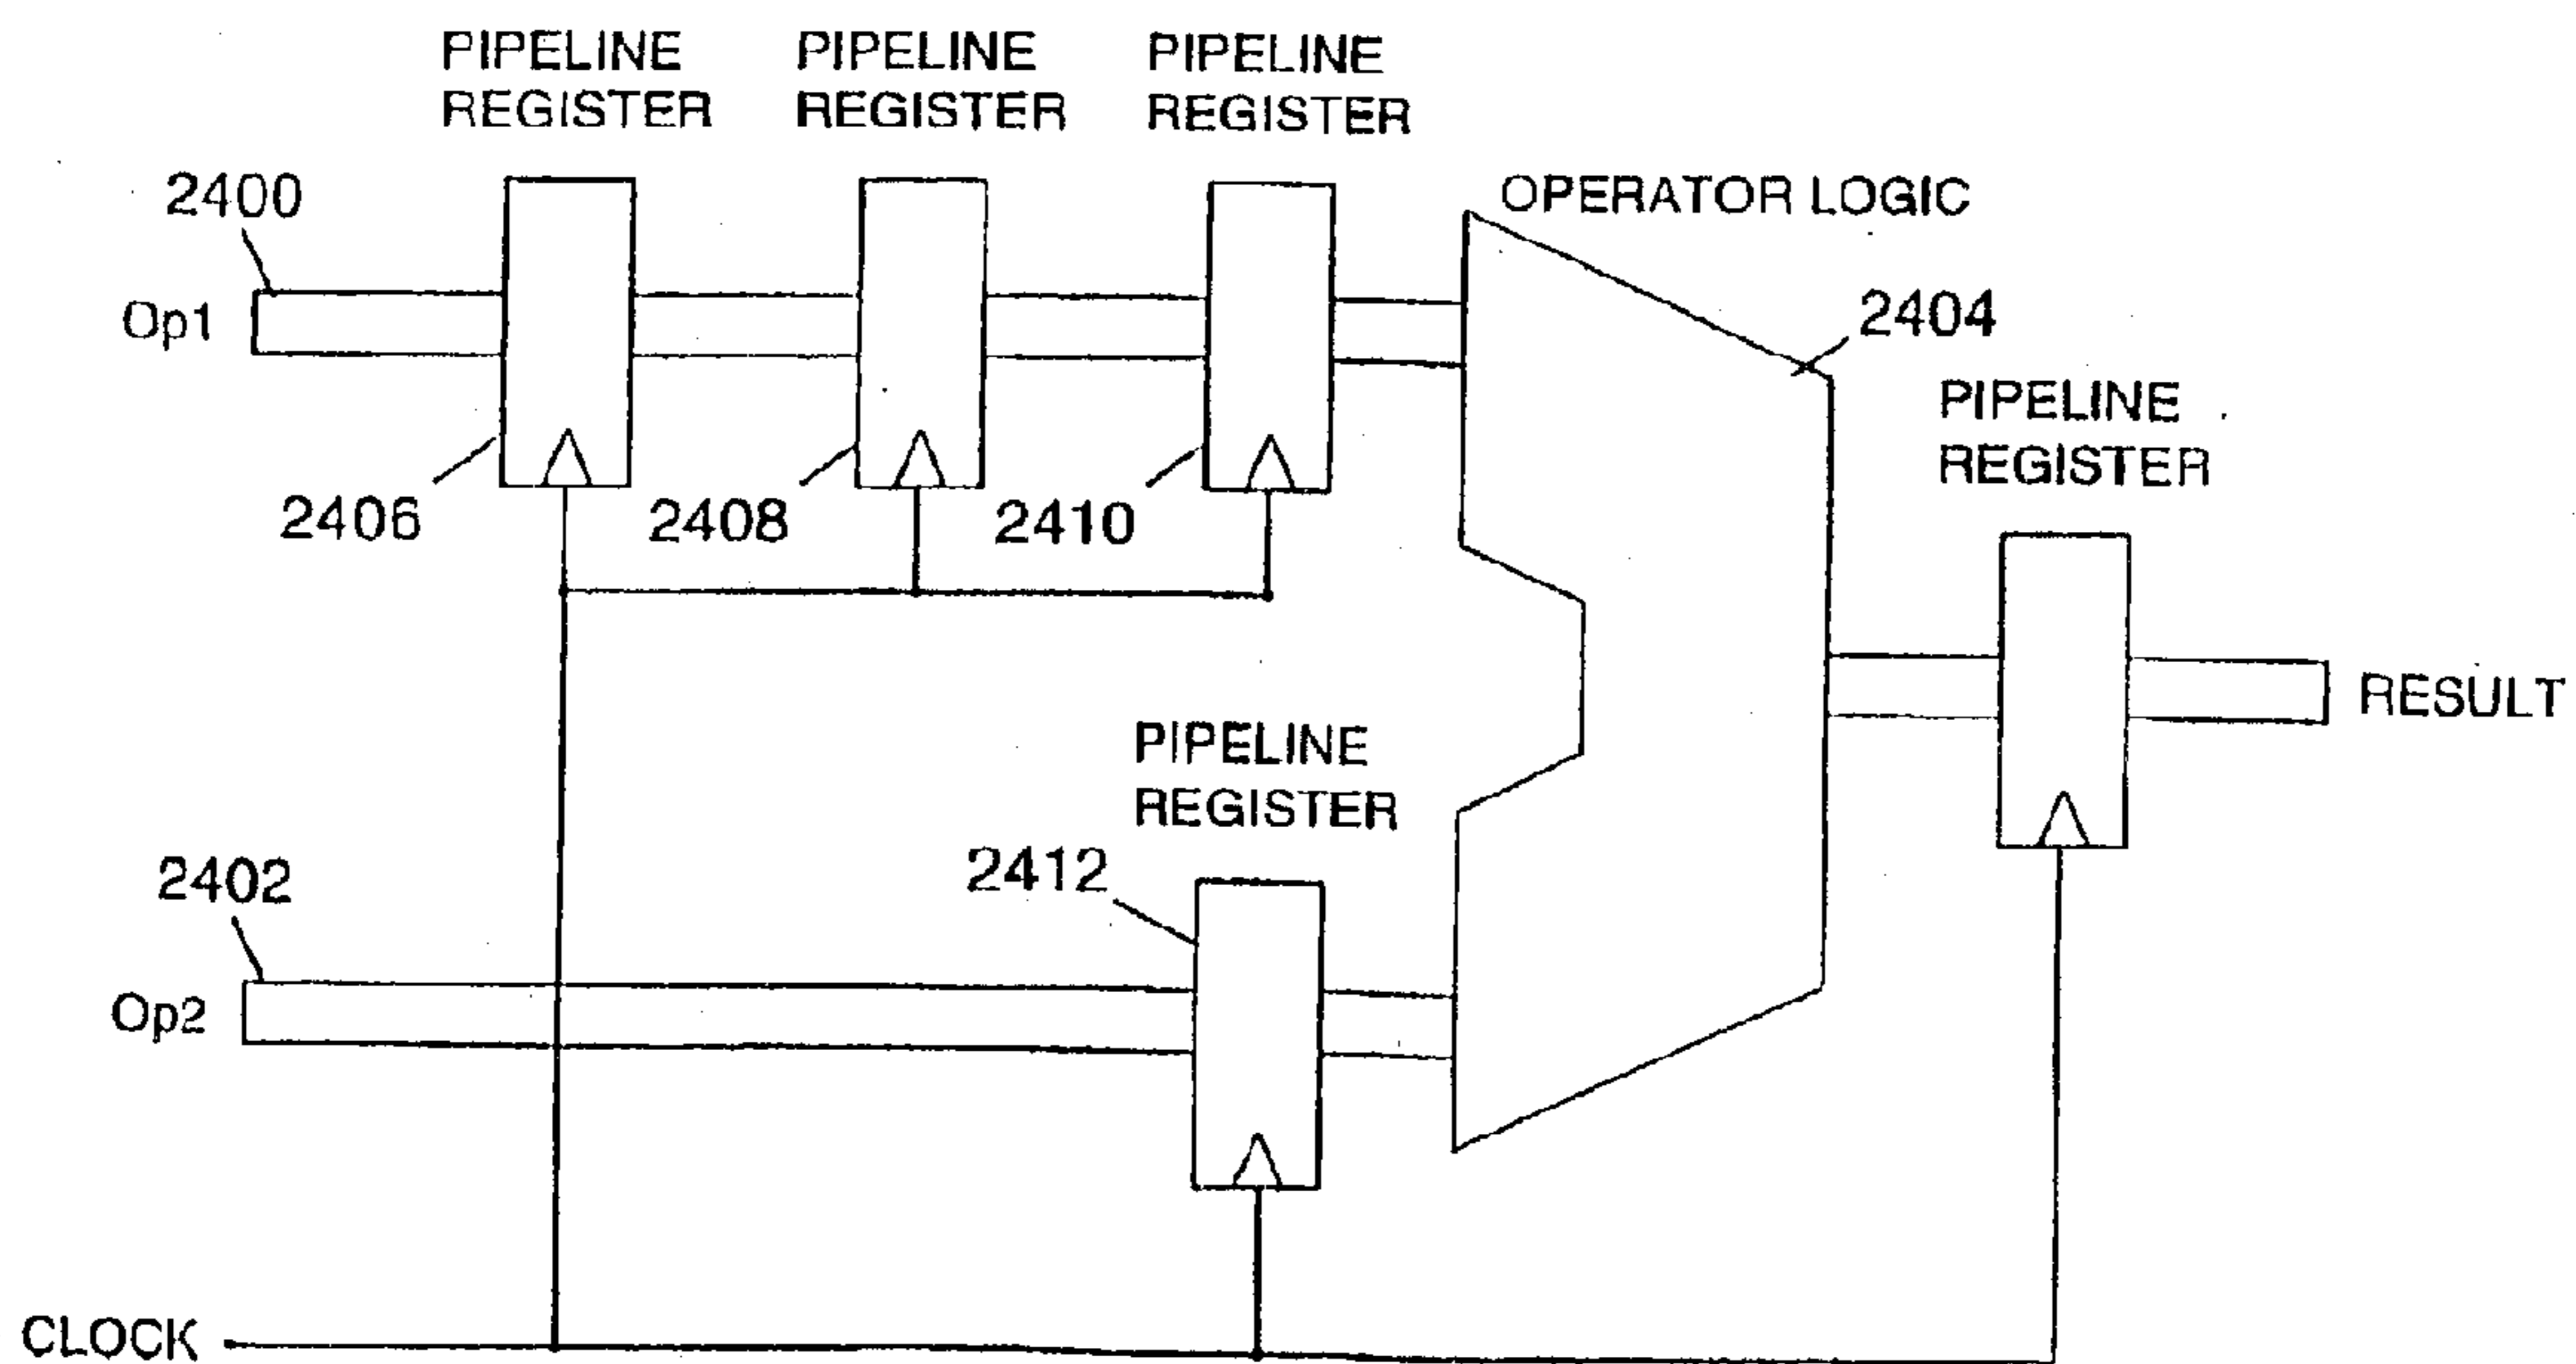 PIPELINE
REGISTER
PIPELINE
REGISTER
PIPELINE
REGISTER
2400
OPERATOR LOGIC
Op1
2404
PIPELINE
REGISTER
2406
2408
2410
RESULT
PIPELINE
REGISTER
2412
2402
Op2
CLOCK